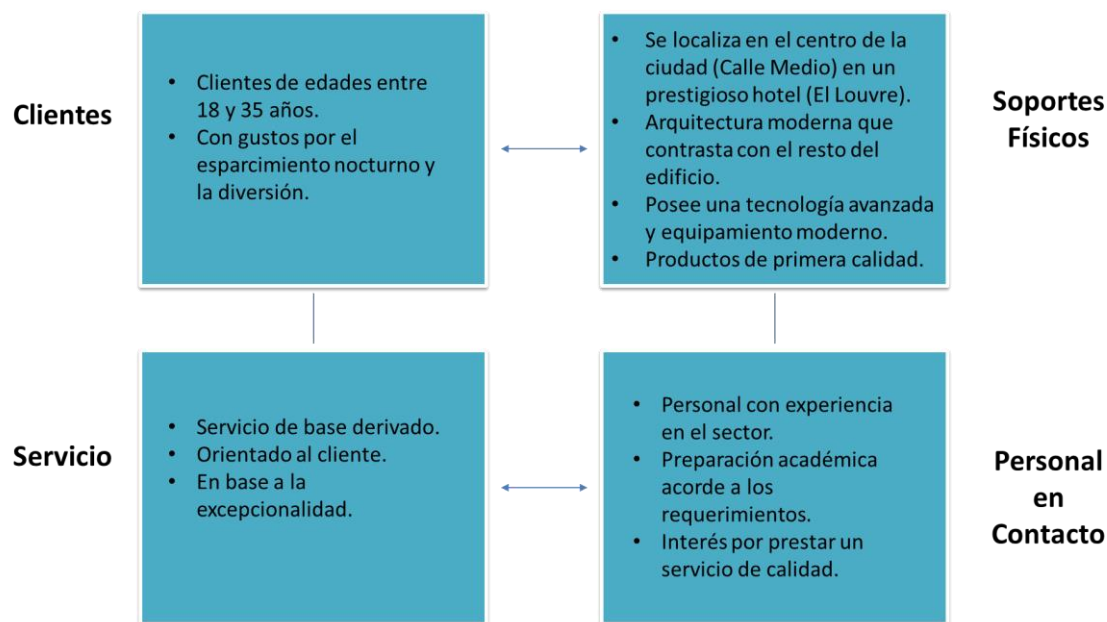 Clientes
• Clientes de edades entre
18 y 35 años.
• Con gustos por el
esparcimiento nocturno y
la diversión.
• Se localiza en el centro de la
ciudad (Calle Medio) en un
prestigioso hotel (El Louvre).
• Arquitectura moderna que
contrasta con el resto del
edificio.
• Posee una tecnología avanzada
y equipamiento moderno.
• Productos de primera calidad.
Soportes
Físicos
Servicio
• Servicio de base derivado.
• Orientado al cliente.
• En base a la
excepcionalidad.
• Personal con experiencia
en el sector.
• Preparación académica
acorde a los
requerimientos.
• Interés por prestar un
servicio de calidad.
Personal
en
Contacto